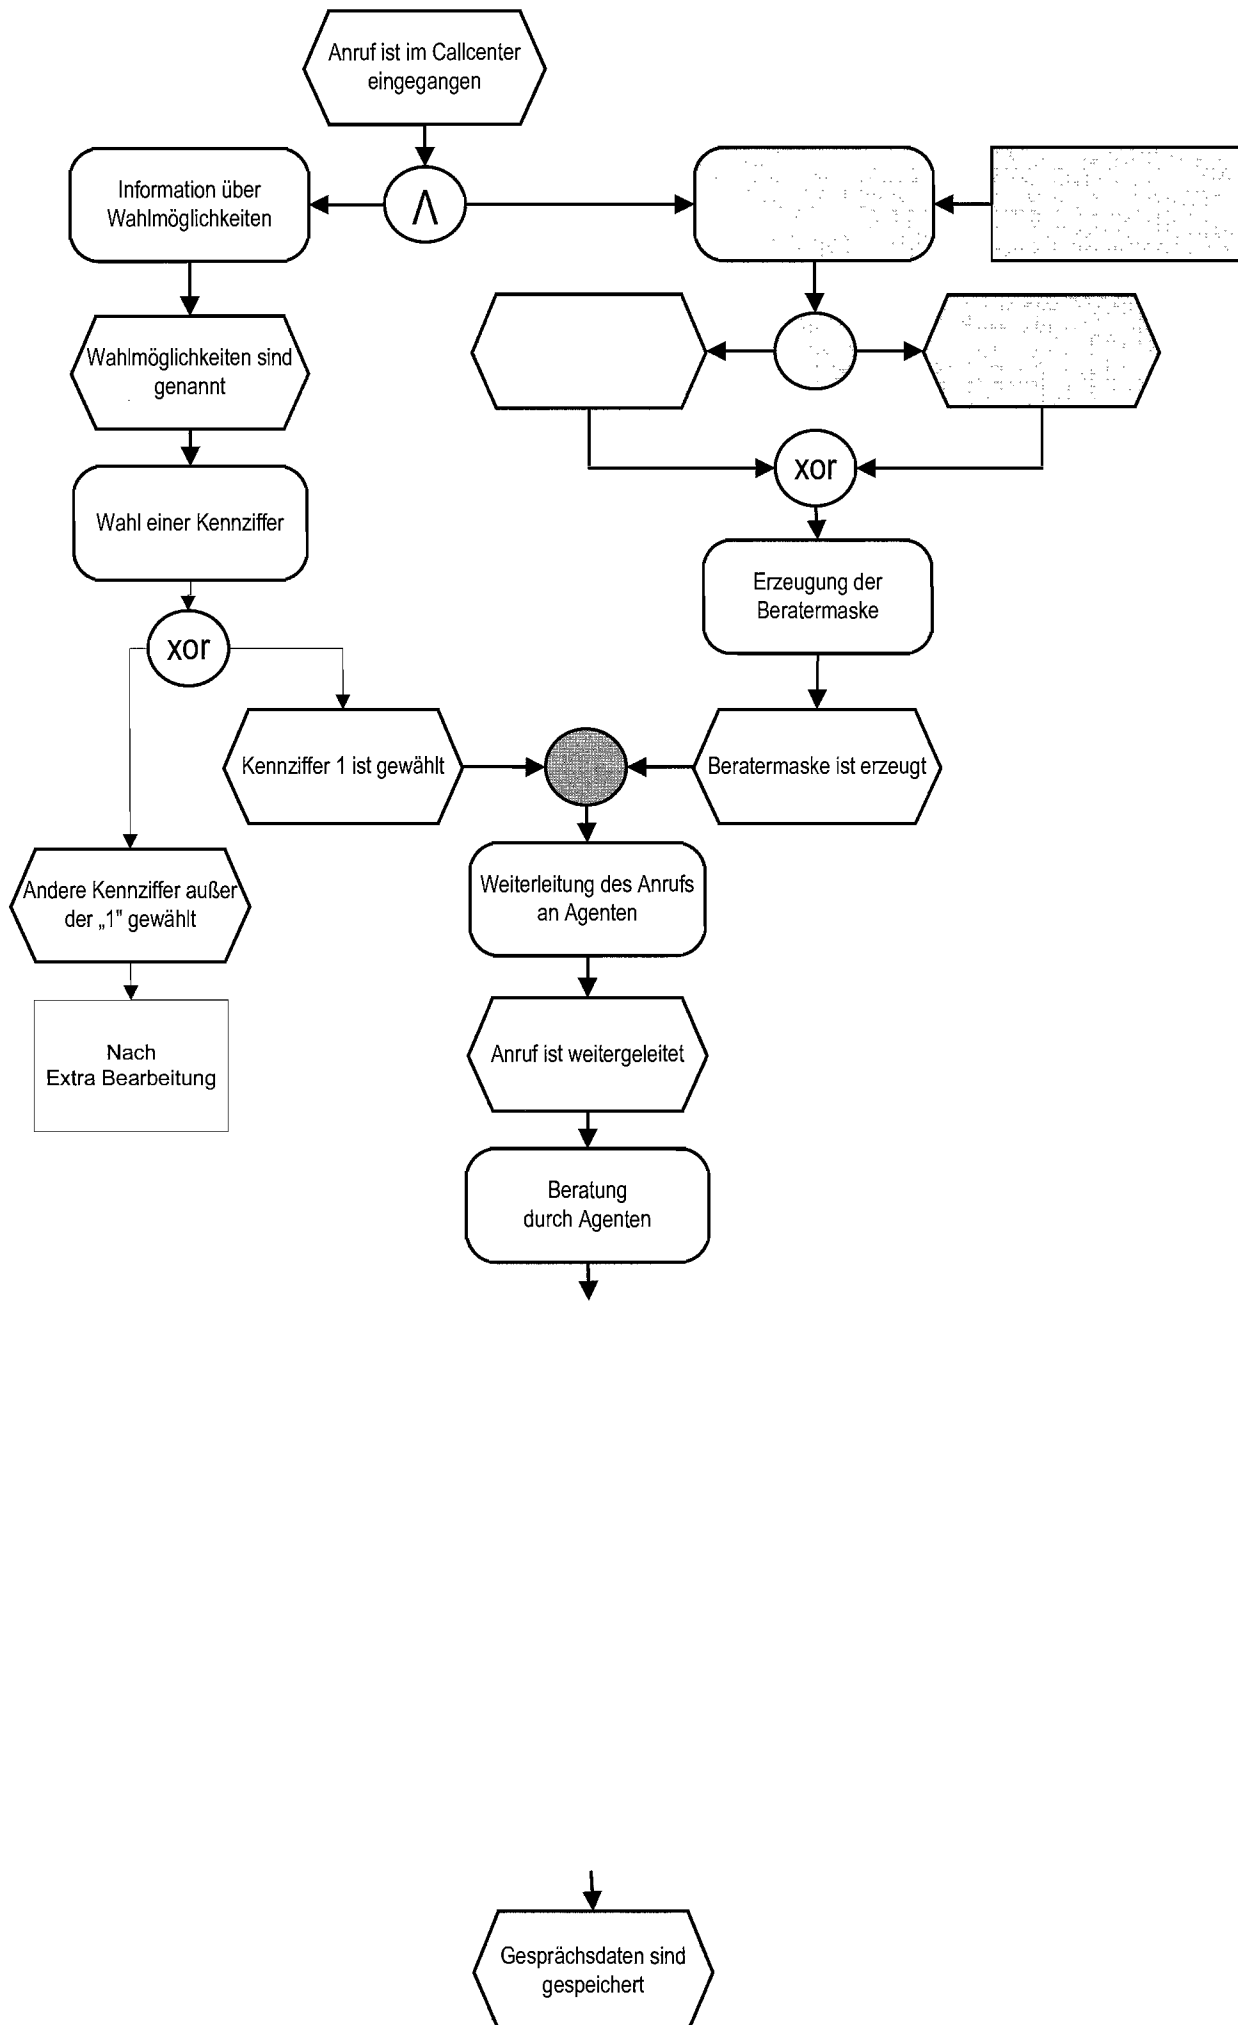 Anruf ist im Callcenter
eingegangen
Information über
Wahlmöglichkeiten
Λ
Wahlmöglichkeiten sind
genannt
xor
Wahl einer Kennziffer
Erzeugung der
Beratermaske
xor
Kennziffer 1 ist gewählt
Beratermaske ist erzeugt
Andere Kennziffer außer
der „1" gewählt
Weiterleitung des Anrufs
an Agenten
Nach
Extra Bearbeitung
Anruf ist weitergeleitet
Beratung
durch Agenten
Gesprächsdaten sind
gespeichert